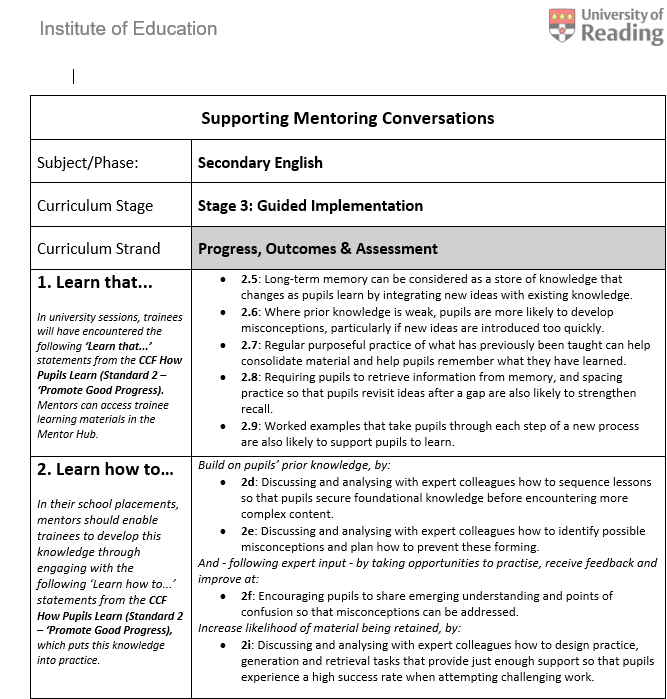 Institute of Education
University of
Reading
Supporting Mentoring Conversations
Subject/Phase:
Secondary English
Curriculum Stage
Stage 3: Guided Implementation
Curriculum Strand
Progress, Outcomes & Assessment
1. Learn that...
In university sessions, trainees
will have encountered the
following ‘Learn that...’
statements from the CCF How
Pupils Learn (Standard 2 –
‘Promote Good Progress).
Mentors can access trainee
learning materials in the
Mentor Hub.
• 2.5: Long-term memory can be considered as a store of knowledge that
changes as pupils learn by integrating new ideas with existing knowledge.
• 2.6: Where prior knowledge is weak, pupils are more likely to develop
misconceptions, particularly if new ideas are introduced too quickly.
• 2.7: Regular purposeful practice of what has previously been taught can help
consolidate material and help pupils remember what they have learned.
• 2.8: Requiring pupils to retrieve information from memory, and spacing
practice so that pupils revisit ideas after a gap are also likely to strengthen
recall.
• 2.9: Worked examples that take pupils through each step of a new process
are also likely to support pupils to learn.
2. Learn how to…
In their school placements,
mentors should enable
trainees to develop this
knowledge through
engaging with the
following ‘Learn how to...’
statements from the CCF
How Pupils Learn (Standard 2
– ‘Promote Good Progress),
which puts this knowledge
into practice.
Build on pupils’ prior knowledge, by:
• 2d: Discussing and analysing with expert colleagues how to sequence lessons
so that pupils secure foundational knowledge before encountering more
complex content.
• 2e: Discussing and analysing with expert colleagues how to identify possible
misconceptions and plan how to prevent these forming.
And - following expert input - by taking opportunities to practise, receive feedback and
improve at:
• 2f: Encouraging pupils to share emerging understanding and points of
confusion so that misconceptions can be addressed.
Increase likelihood of material being retained, by:
• 2i: Discussing and analysing with expert colleagues how to design practice,
generation and retrieval tasks that provide just enough support so that pupils
experience a high success rate when attempting challenging work.